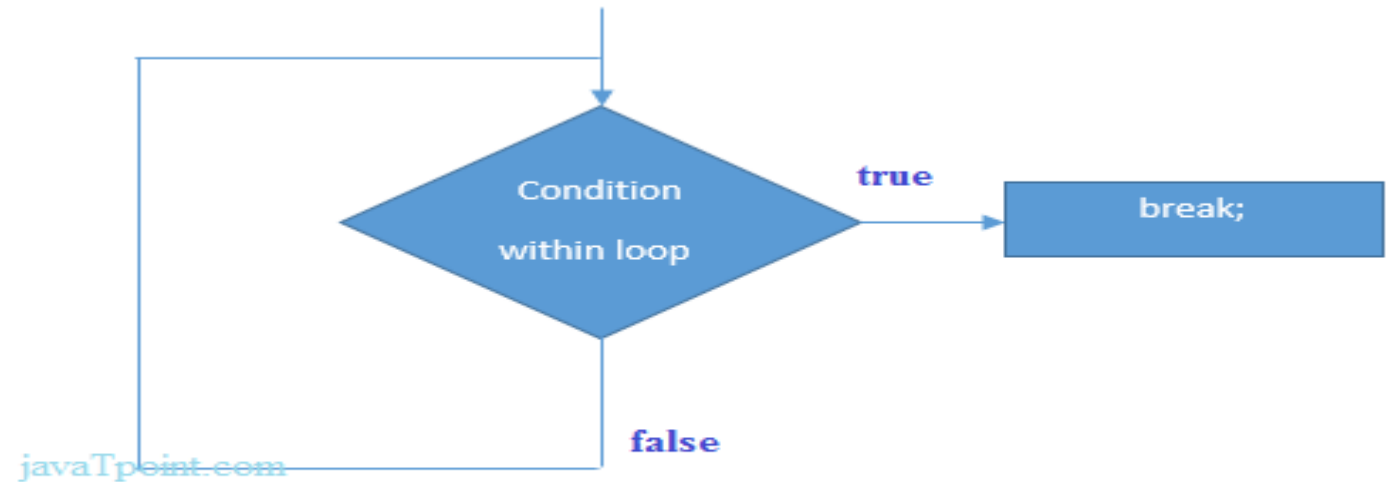 Condition
within loop
true
break;
false
javaTpoint.com